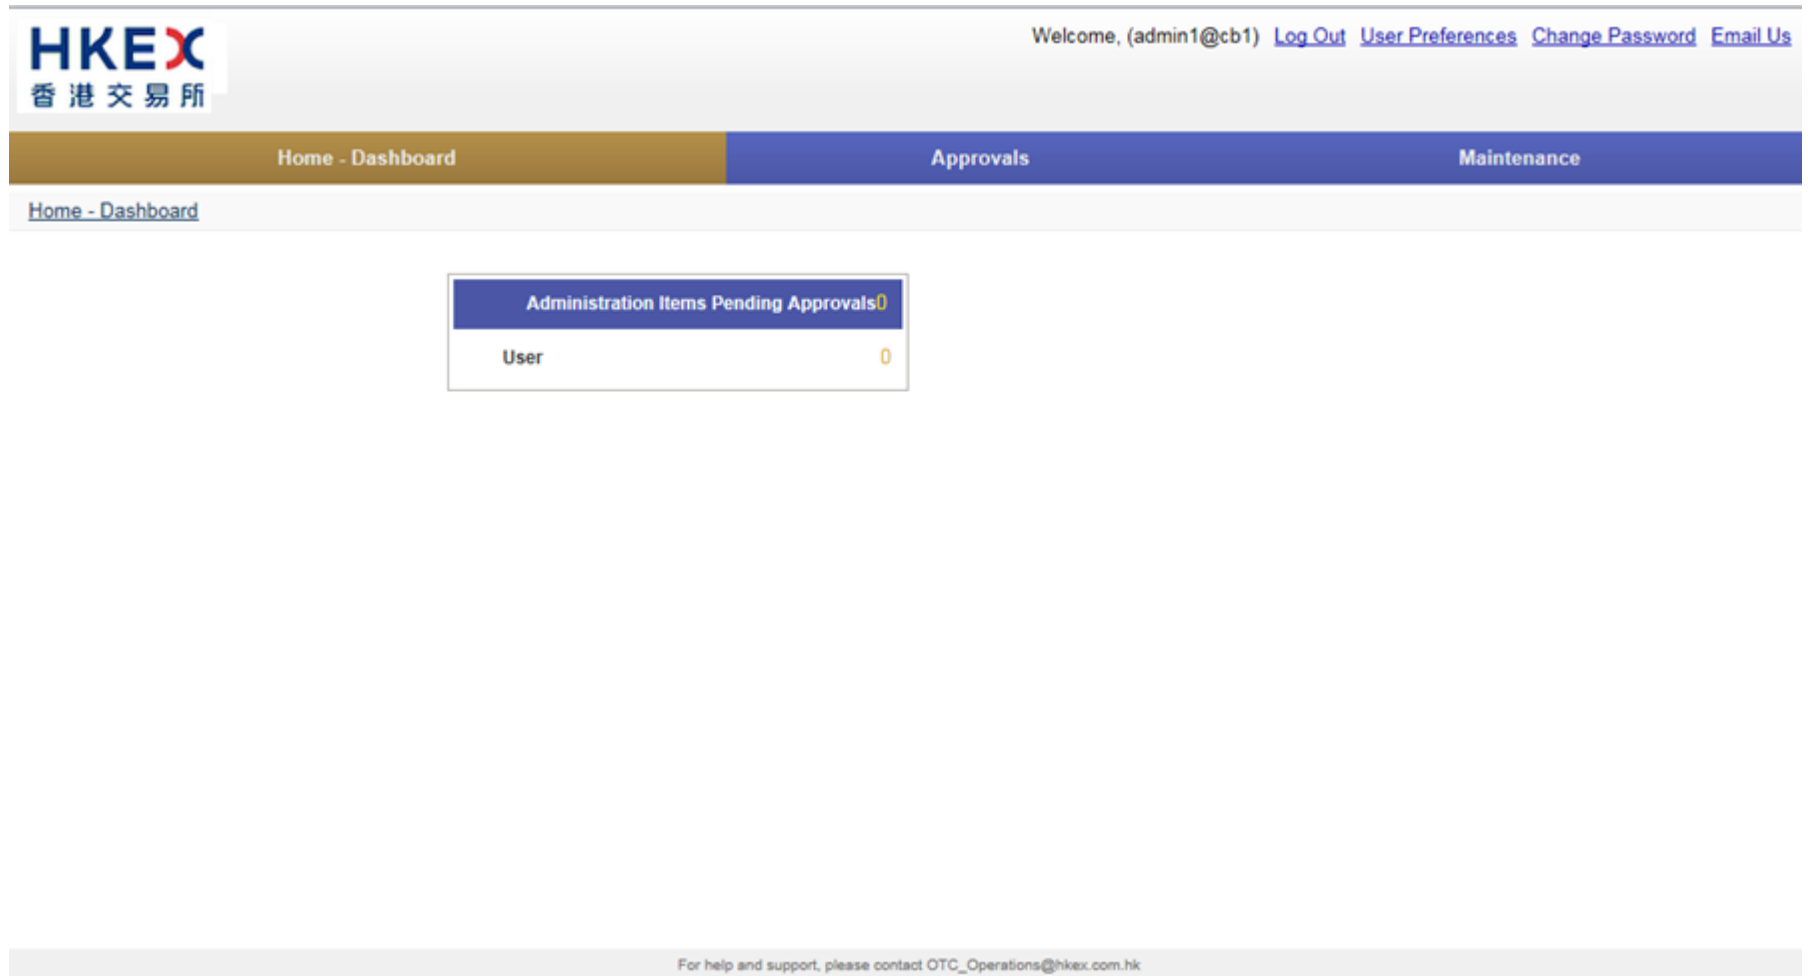 HKEX
香港交易所
Welcome, (admin1@cb1) Log Out User Preferences Change Password Email Us
Home - Dashboard Approvals Maintenance
Home - Dashboard
Administration Items Pending Approvals0
User 0
For help and support, please contact OTC_Operations@hkex.com.hk